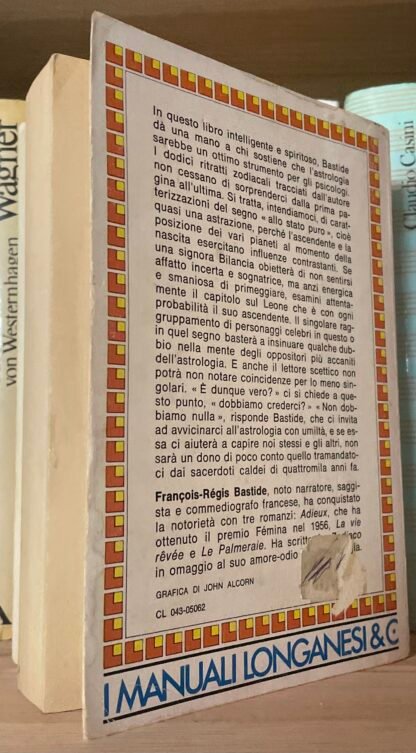 In questo libro intelligente e spiritoso, Bastide
dà una mano a chi sostiene che l'astrologia
sarebbe un ottimo strumento per gli psicologi.
I dodici ritratti zodiacali tracciati dall'autore
non cessano di sorprenderci dalla prima pa-
gina all'ultima. Si tratta, intendiamoci, di carat-
terizzazioni del segno « allo stato puro », cioè
quasi una astrazione, perché l'ascendente e la
posizione dei vari pianeti al momento della
nascita esercitano influenze contrastanti. Se
una signora Bilancia obietterà di non sentirsi
affatto incerta e sognatrice, ma anzi energica
e smaniosa di primeggiare, esamini attenta-
mente il capitolo sul Leone che è con ogni
probabilità il suo ascendente. Il singolare rag-
gruppamento di personaggi celebri in questo o
in quel segno basterà a insinuare qualche dub-
bio nella mente degli oppositori più accaniti
dell'astrologia. E anche il lettore scettico non
potrà non notare coincidenze per lo meno sin-
golari. « È dunque vero? » ci si chiede a que-
sto punto, « dobbiamo crederci? » « Non dob-
biamo nulla », risponde Bastide, che ci invita
ad avvicinarci all'astrologia con umiltà, e se es-
sa ci aiuterà a capire noi stessi e gli altri, non
sarà un dono di poco conto quello tramandato-
ci dai sacerdoti caldei di quattromila anni fa.
François-Régis Bastide, noto narratore, saggi-
sta e commediografo francese, ha conquistato
la notorietà con tre romanzi: Adieux, che ha
ottenuto il premio Fémina nel 1956, La vie
rêvée e Le Palmeraie. Ha
in omaggio al suo amore-odio
GRAFICA DI JOHN ALCORN
CL 043-05062
I MANUALI LONGANESI & C.
Wagner
von Westernhagen
Claudio Casini